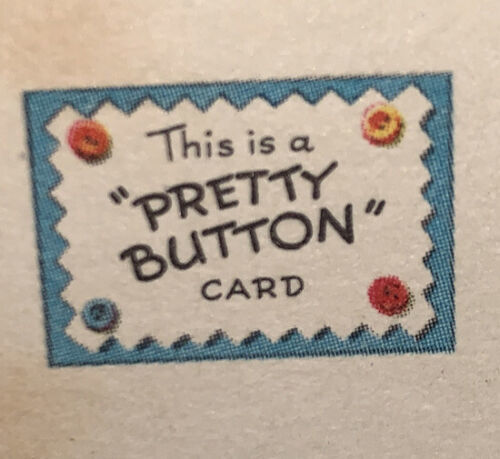 This is a
"PRETTY
BUTTON"
CARD